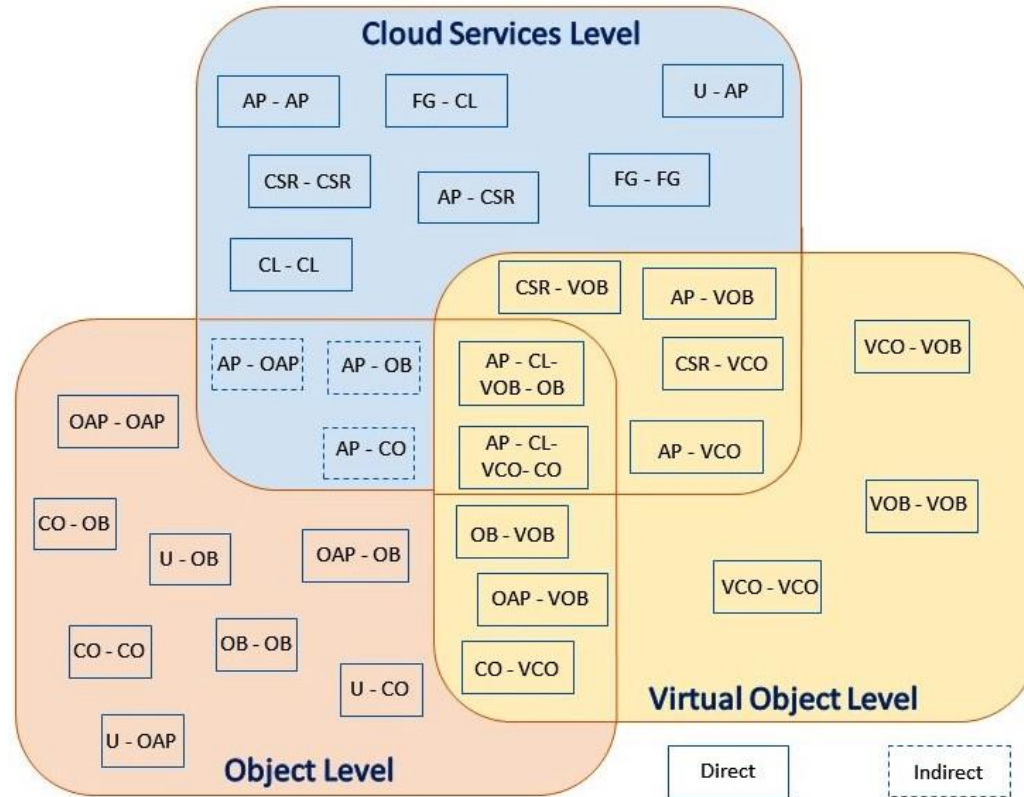 Cloud Services Level
AP - AP
FG - CL
U - AP
CSR - CSR
AP - CSR
FG - FG
CL - CL
CSR - VOB
AP - VOB
VCO - VOB
AP - OAP
AP - OB
AP - CL-
VOB - OB
CSR - VCO
OAP - OAP
AP - CO
AP - CL-
VCO- CO
AP - VCO
CO - OB
U - OB
OAP - OB
OB - VOB
VOB - VOB
OAP - VOB
VCO - VCO
CO - CO
OB - OB
U - CO
CO - VCO
Virtual Object Level
U - OAP
Object Level
Direct
Indirect